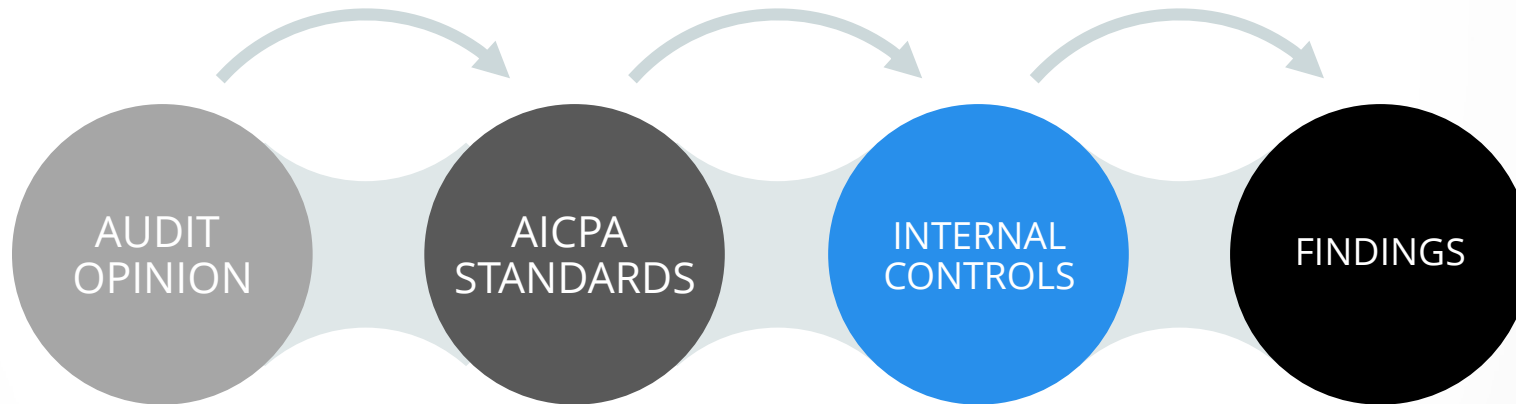 AUDIT
OPINION
AICPA
STANDARDS
INTERNAL
CONTROLS
FINDINGS